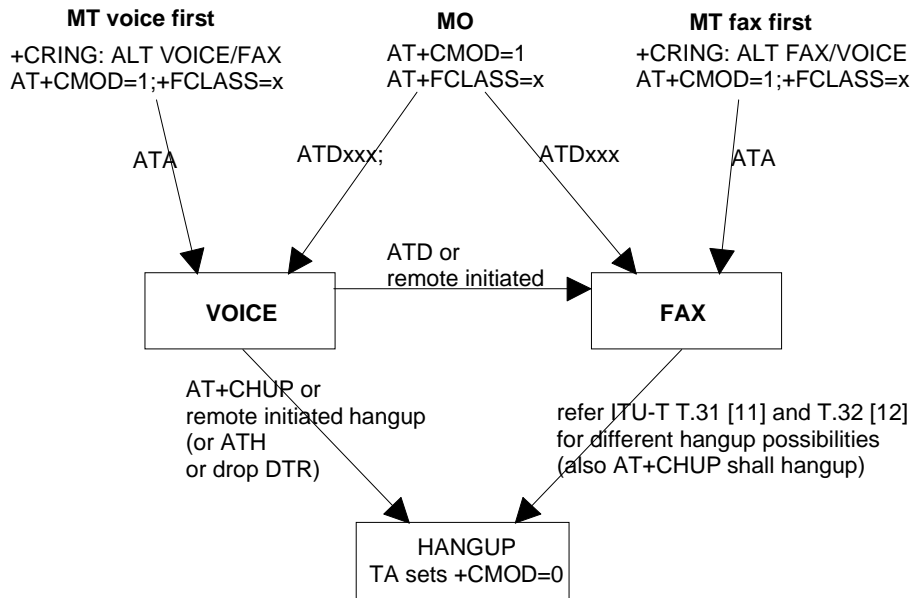 MT voice first
+CRING: ALT VOICE/FAX
AT+CMOD=1;+FCLASS=x
MO
AT+CMOD=1
AT+FCLASS=x
MT fax first
+CRING: ALT FAX/VOICE
AT+CMOD=1;+FCLASS=x
ATA
ATDxxx;
ATDxxx
ATA
ATD or
remote initiated
VOICE
FAX
AT+CHUP or
remote initiated hangup
(or ATH
or drop DTR)
refer ITU-T T.31 [11] and T.32 [12]
for different hangup possibilities
(also AT+CHUP shall hangup)
HANGUP
TA sets +CMOD=0